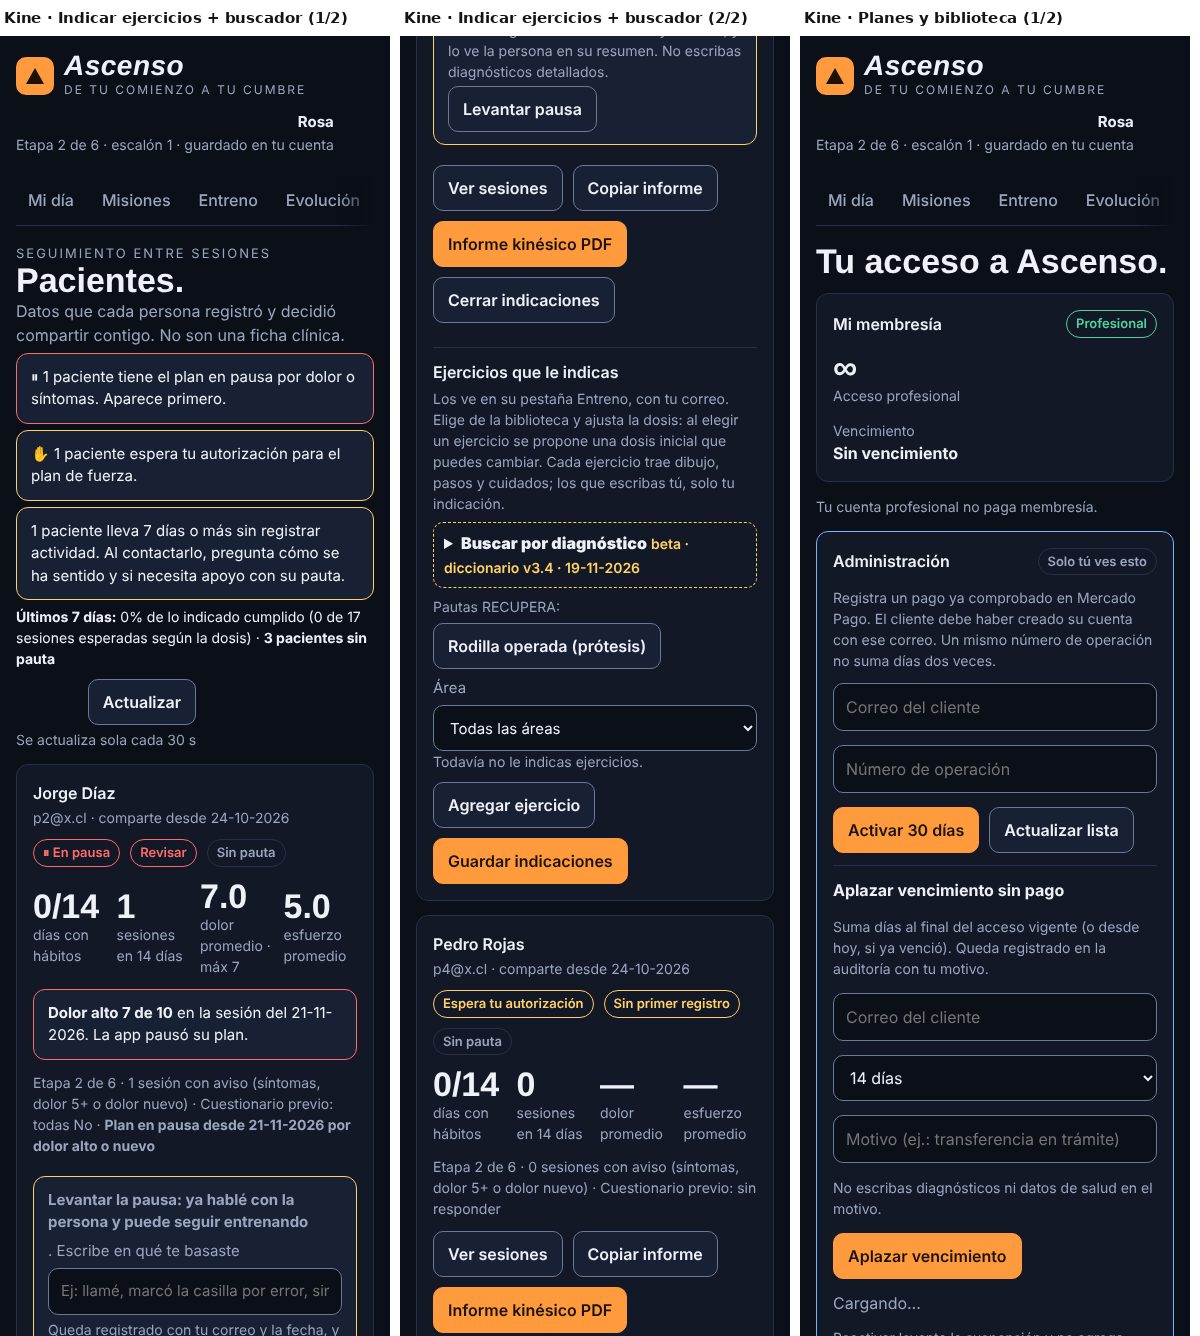 Kine · Indicar ejercicios + buscador (1/2)
Ascenso
DE TU COMIENZO A TU CUMBRE
Rosa
Etapa 2 de 6 · escalón 1 · guardado en tu cuenta
Mi día Misiones Entreno Evolución
SEGUIMIENTO ENTRE SESIONES
Pacientes.
Datos que cada persona registró y decidió
compartir contigo. No son una ficha clínica.
⏸ 1 paciente tiene el plan en pausa por dolor o
síntomas. Aparece primero.
✋ 1 paciente espera tu autorización para el
plan de fuerza.
1 paciente lleva 7 días o más sin registrar
actividad. Al contactarlo, pregunta cómo se
ha sentido y si necesita apoyo con su pauta.
Últimos 7 días: 0% de lo indicado cumplido (0 de 17
sesiones esperadas según la dosis) · 3 pacientes sin
pauta
Actualizar
Se actualiza sola cada 30 s
Jorge Díaz
p2@x.cl · comparte desde 24-10-2026
⏸ En pausa Revisar Sin pauta
0/14 1 7.0 5.0
días con sesiones dolor esfuerzo
hábitos en 14 días promedio · promedio
máx 7
Dolor alto 7 de 10 en la sesión del 21-11-
2026. La app pausó su plan.
Etapa 2 de 6 · 1 sesión con aviso (síntomas,
dolor 5+ o dolor nuevo) · Cuestionario previo:
todas No · Plan en pausa desde 21-11-2026 por
dolor alto o nuevo
Levantar la pausa: ya hablé con la
persona y puede seguir entrenando
. Escribe en qué te basaste
Ej: llamé, marcó la casilla por error, sir
Queda registrado con tu correo y la fecha, y
Kine · Indicar ejercicios + buscador (2/2)
lo ve la persona en su resumen. No escribas
diagnósticos detallados.
Levantar pausa
Ver sesiones Copiar informe
Informe kinésico PDF
Cerrar indicaciones
Ejercicios que le indicas
Los ve en su pestaña Entreno, con tu correo.
Elige de la biblioteca y ajusta la dosis: al elegir
un ejercicio se propone una dosis inicial que
puedes cambiar. Cada ejercicio trae dibujo,
pasos y cuidados; los que escribas tú, solo tu
indicación.
▶ Buscar por diagnóstico beta ·
diccionario v3.4 · 19-11-2026
Pautas RECUPERA:
Rodilla operada (prótesis)
Área
Todas las áreas
Todavía no le indicas ejercicios.
Agregar ejercicio
Guardar indicaciones
Pedro Rojas
p4@x.cl · comparte desde 24-10-2026
Espera tu autorización Sin primer registro
Sin pauta
0/14 0 — —
días con sesiones dolor esfuerzo
hábitos en 14 días promedio promedio
Etapa 2 de 6 · 0 sesiones con aviso (síntomas,
dolor 5+ o dolor nuevo) · Cuestionario previo: sin
responder
Ver sesiones Copiar informe
Informe kinésico PDF
Kine · Planes y biblioteca (1/2)
Ascenso
DE TU COMIENZO A TU CUMBRE
Rosa
Etapa 2 de 6 · escalón 1 · guardado en tu cuenta
Mi día Misiones Entreno Evolución
Tu acceso a Ascenso.
Mi membresía Profesional
∞
Acceso profesional
Vencimiento
Sin vencimiento
Tu cuenta profesional no paga membresía.
Administración Solo tú ves esto
Registra un pago ya comprobado en Mercado
Pago. El cliente debe haber creado su cuenta
con ese correo. Un mismo número de operación
no suma días dos veces.
Correo del cliente
Número de operación
Activar 30 días Actualizar lista
Aplazar vencimiento sin pago
Suma días al final del acceso vigente (o desde
hoy, si ya venció). Queda registrado en la
auditoría con tu motivo.
Correo del cliente
14 días
Motivo (ej.: transferencia en trámite)
No escribas diagnósticos ni datos de salud en el
motivo.
Aplazar vencimiento
Cargando...